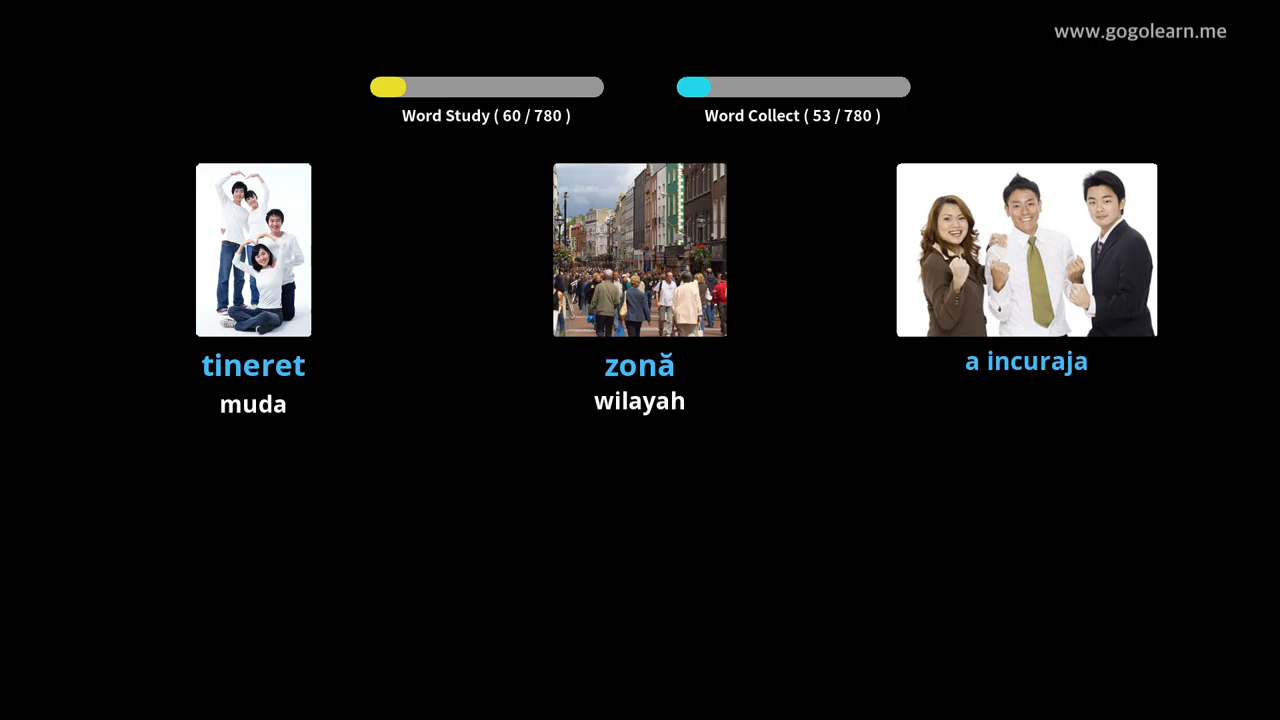 www.gogolearn.me
Word Study ( 60 / 780 )
Word Collect ( 53 / 780 )
tineret
muda
zonă
wilayah
a incuraja